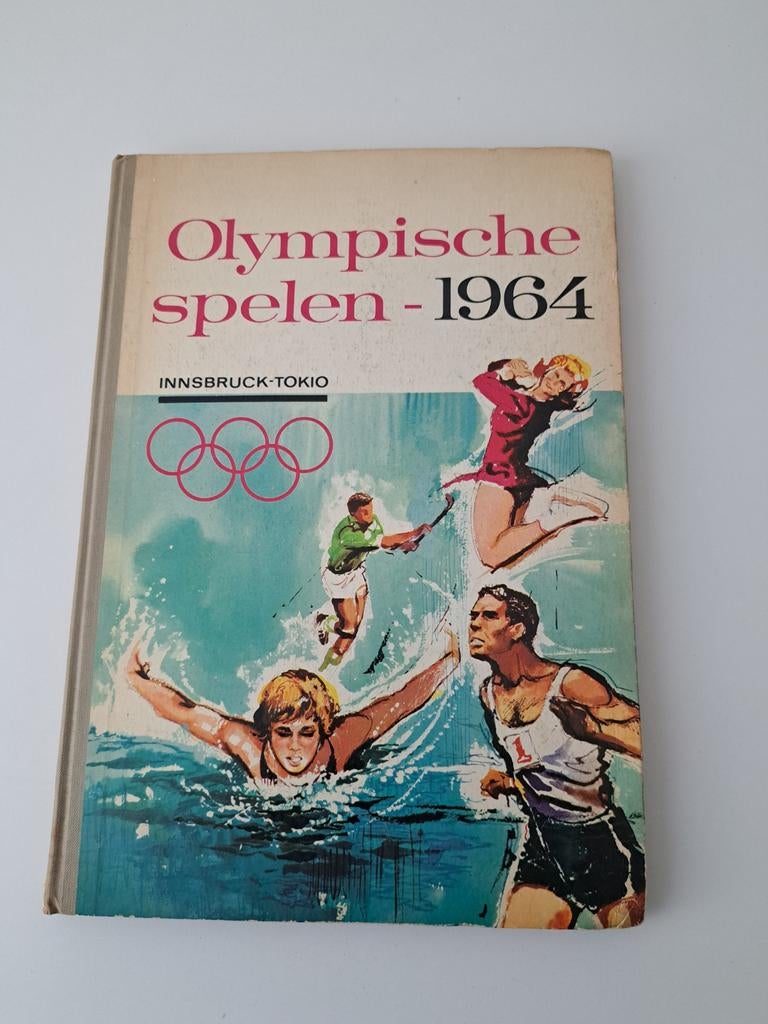 Olympische
spelen - 1964
INNSBRUCK-TOKIO
1